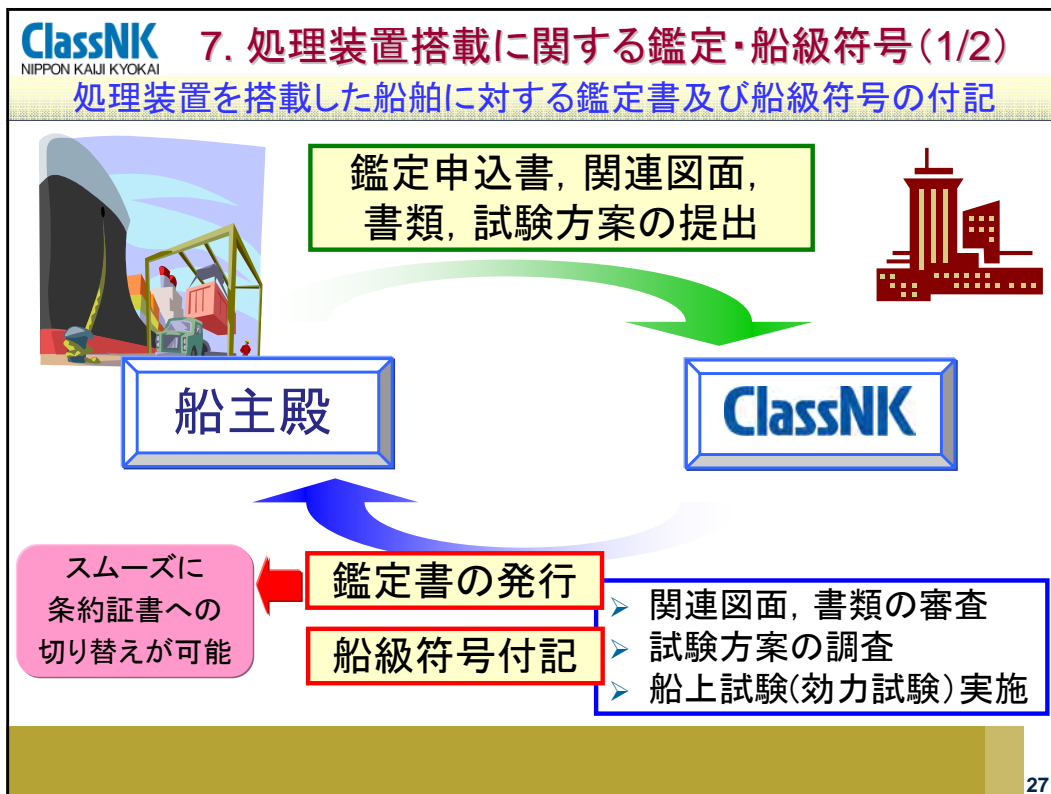 ClassNK
NIPPON KAIJI KYOKAI
7. 処理装置搭載に関する鑑定・船級符号(1/2)
処理装置を搭載した船舶に対する鑑定書及び船級符号の付記
鑑定申込書, 関連図面,
書類, 試験方案の提出
船主殿
ClassNK
スムーズに
条約証書への
切り替えが可能
鑑定書の発行
船級符号付記
➢ 関連図面, 書類の審査
➢ 試験方案の調査
➢ 船上試験(効力試験)実施
27